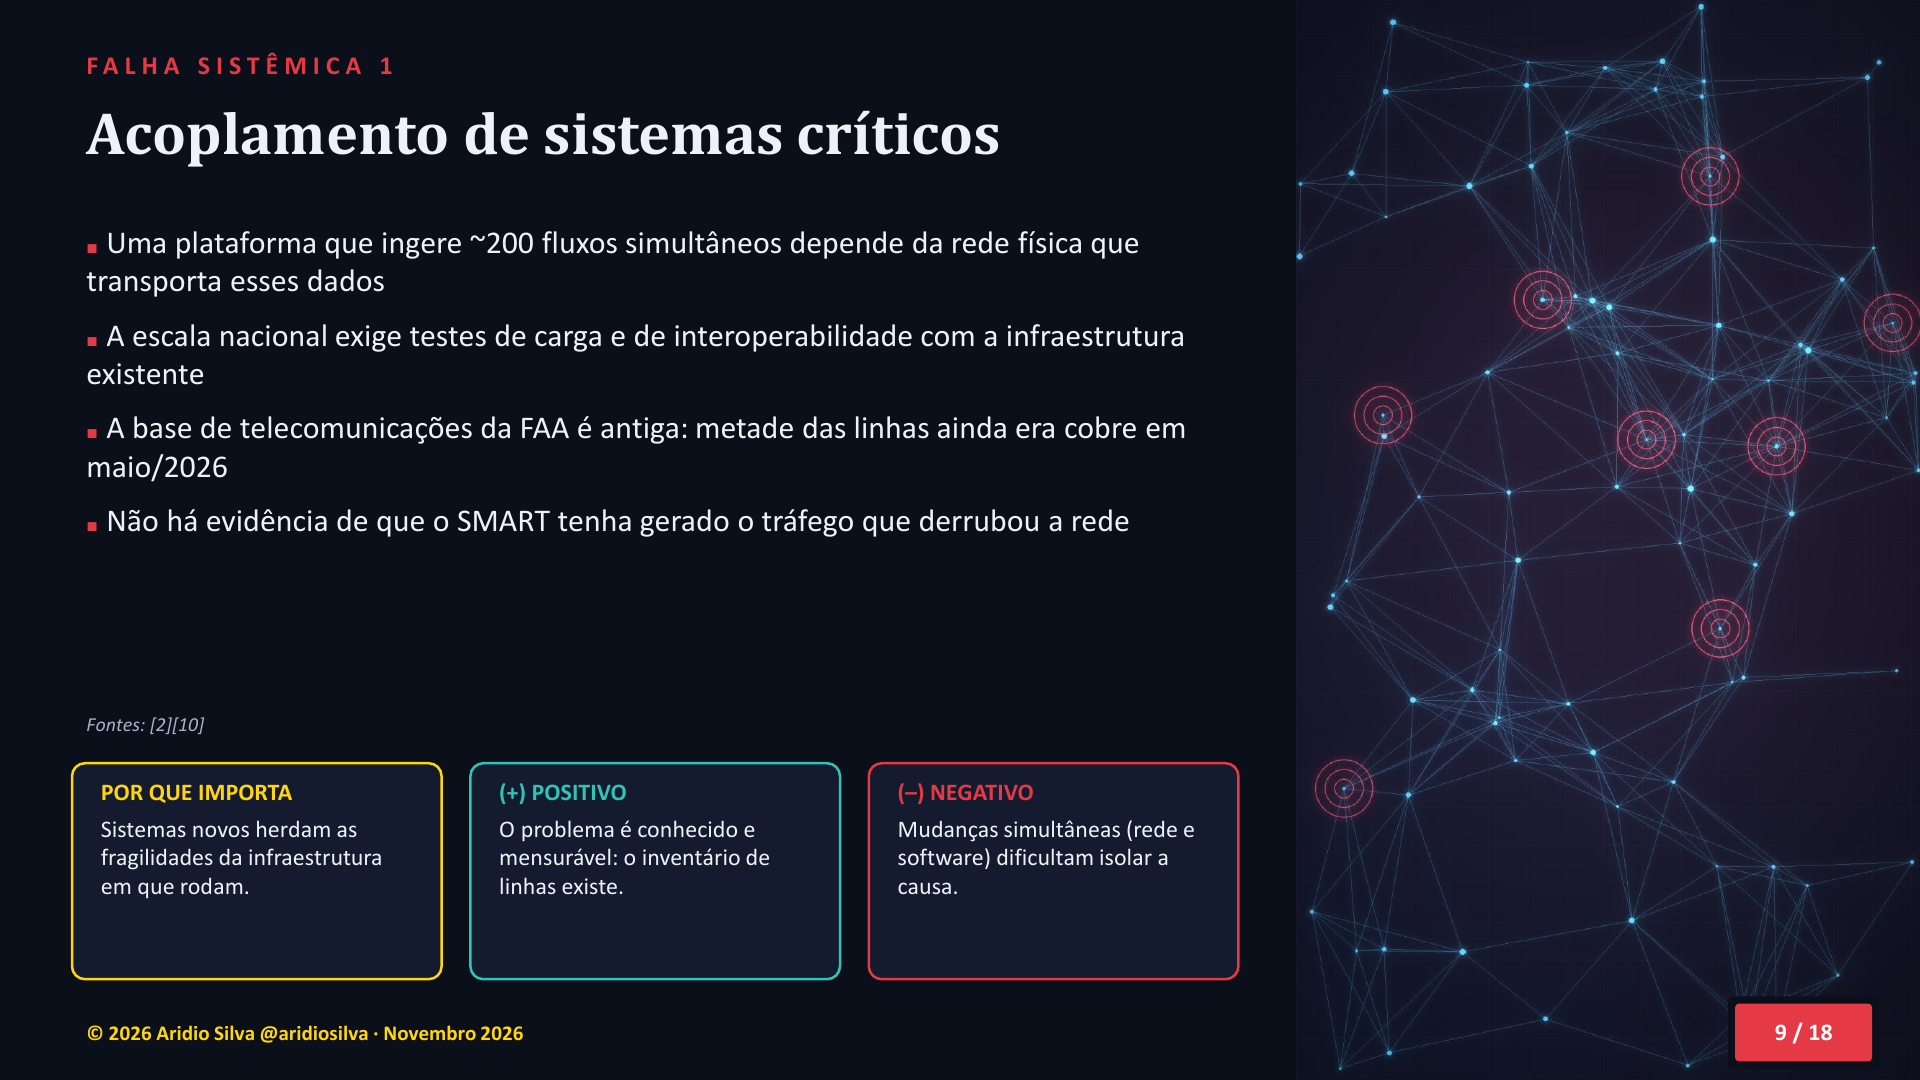 FALHA SISTÊMICA 1
Acoplamento de sistemas críticos
▪ Uma plataforma que ingere ~200 fluxos simultâneos depende da rede física que
transporta esses dados
▪ A escala nacional exige testes de carga e de interoperabilidade com a infraestrutura
existente
▪ A base de telecomunicações da FAA é antiga: metade das linhas ainda era cobre em
maio/2026
▪ Não há evidência de que o SMART tenha gerado o tráfego que derrubou a rede
Fontes: [2][10]
POR QUE IMPORTA
Sistemas novos herdam as
fragilidades da infraestrutura
em que rodam.
(+) POSITIVO
O problema é conhecido e
mensurável: o inventário de
linhas existe.
(–) NEGATIVO
Mudanças simultâneas (rede e
software) dificultam isolar a
causa.
© 2026 Aridio Silva @aridiosilva · Novembro 2026
9 / 18